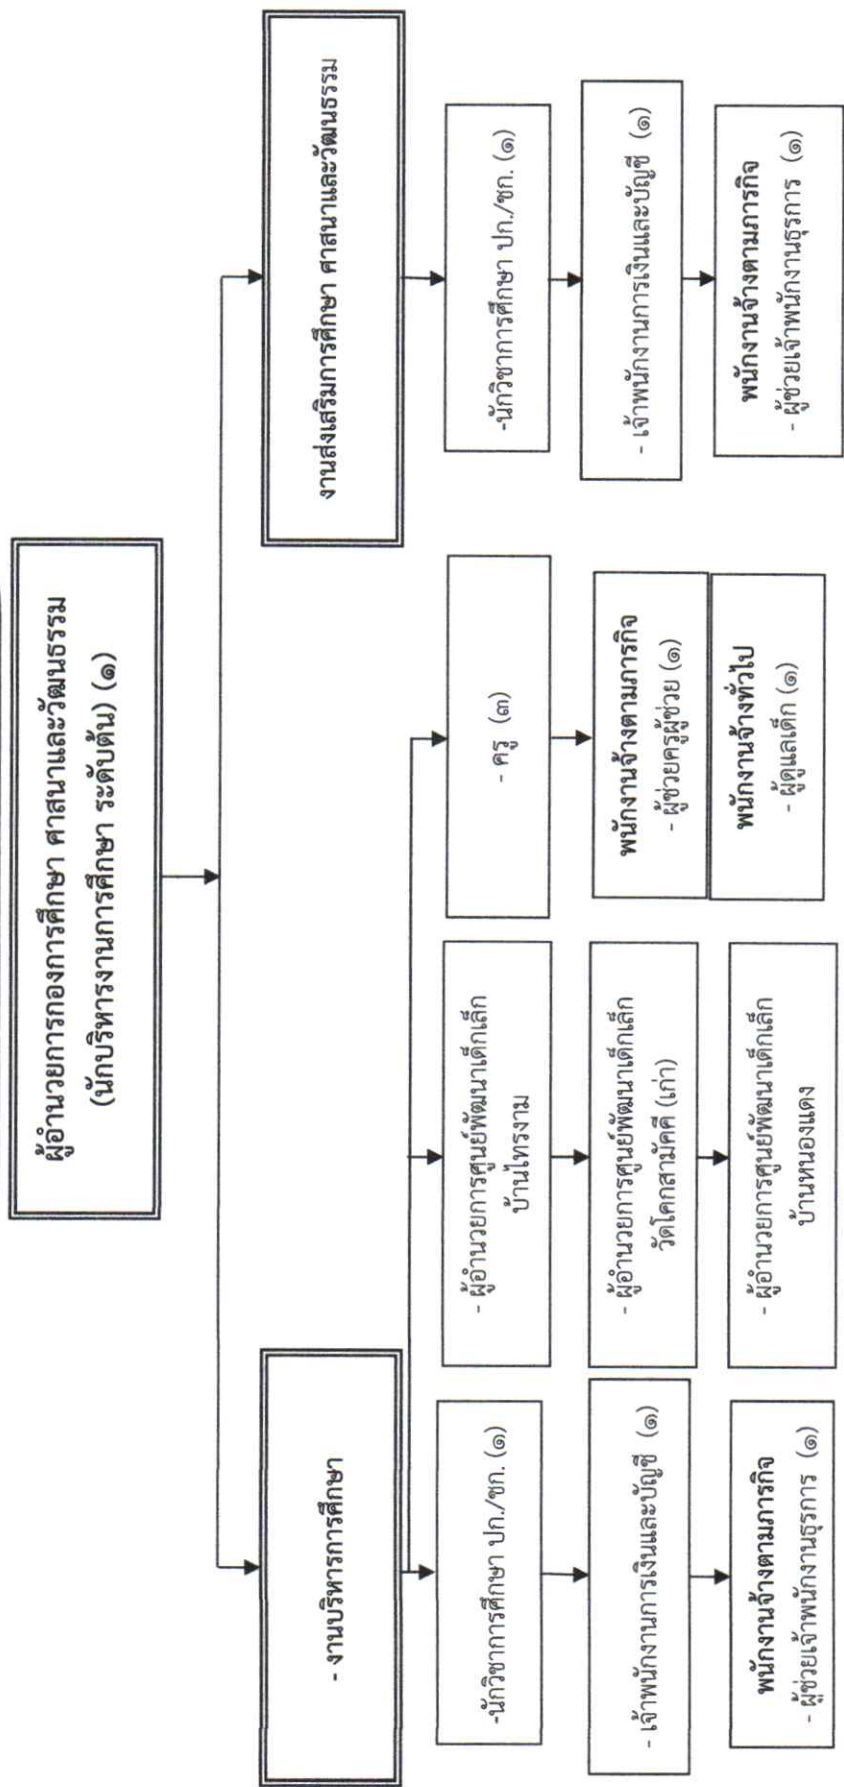 ผู้อำนวยการกองการศึกษา ศาสนาและวัฒนธรรม
(นักบริหารงานการศึกษา ระดับต้น) (๑)
- งานบริหารการศึกษา
-นักวิชาการศึกษา ปก./ชก. (๑)
- เจ้าพนักงานการเงินและบัญชี (๑)
พนักงานจ้างตามภารกิจ
- ผู้ช่วยเจ้าพนักงานธุรการ (๑)
- ผู้อำนวยการศูนย์พัฒนาเด็กเล็ก
บ้านไทรงาม
- ผู้อำนวยการศูนย์พัฒนาเด็กเล็ก
วัดโคกสามัคคี (เก่า)
- ผู้อำนวยการศูนย์พัฒนาเด็กเล็ก
บ้านหนองแดง
- ครู (๓)
พนักงานจ้างตามภารกิจ
- ผู้ช่วยครูผู้ช่วย (๑)
พนักงานจ้างทั่วไป
- ผู้ดูแลเด็ก (๑)
งานส่งเสริมการศึกษา ศาสนาและวัฒนธรรม
-นักวิชาการศึกษา ปก./ชก. (๑)
- เจ้าพนักงานการเงินและบัญชี (๑)
พนักงานจ้างตามภารกิจ
- ผู้ช่วยเจ้าพนักงานธุรการ (๑)